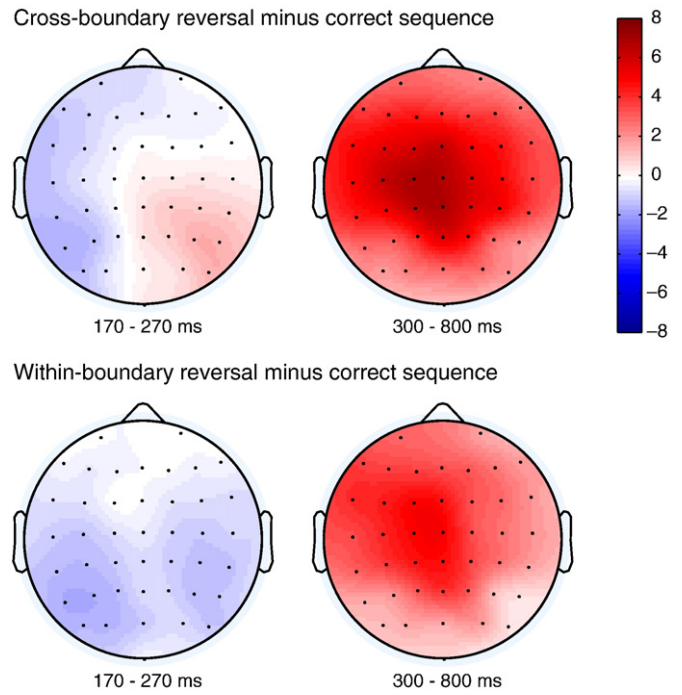 Cross-boundary reversal minus correct sequence
8
6
4
2
0
−2
−4
−6
−8
170 - 270 ms
300 - 800 ms
Within-boundary reversal minus correct sequence
170 - 270 ms
300 - 800 ms